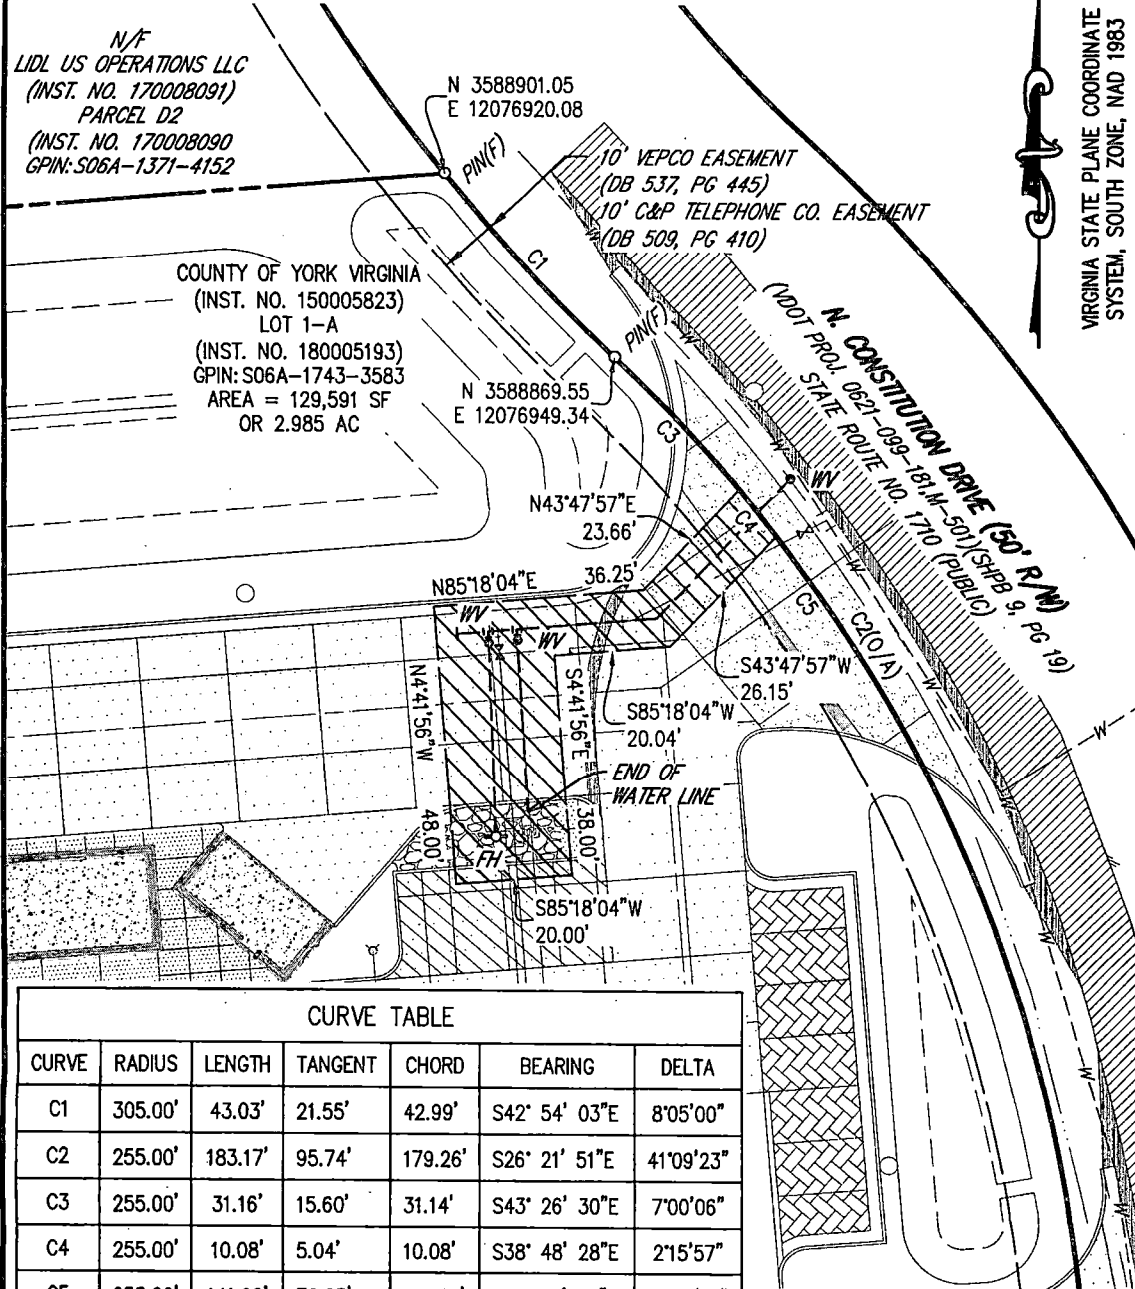 N/F
LIDL US OPERATIONS LLC
(INST. NO. 170008091)
PARCEL D2
(INST. NO. 170008090
GPIN: S06A-1371-4152
N 3588901.05
E 12076920.08
PIN(F)
10' VEPCO EASEMENT
(DB 537, PG 445)
10' C&P TELEPHONE CO. EASEMENT
(DB 509, PG 410)
VIRGINIA STATE PLANE COORDINATE
SYSTEM, SOUTH ZONE, NAD 1983
C1
COUNTY OF YORK VIRGINIA
(INST. NO. 150005823)
LOT 1-A
(INST. NO. 180005193)
GPIN: S06A-1743-3583
AREA = 129,591 SF
OR 2.985 AC
PIN(F)
N 3588869.55
E 12076949.34
W
N. CONSTITUTION DRIVE (50' R/W)
(VDOT PROJ. 0621-099-181,M-501)(SHPB 9, PG 19)
STATE ROUTE NO. 1710 (PUBLIC)
C3
W
WV
N43°47'57"E
23.66'
C4
W
N85°18'04"E
36.25'
WV
WV
C5
C2(O/A)
W
S43°47'57"W
26.15'
S85°18'04"W
20.04'
N4°41'56"W
48.00'
S4°41'56"E
38.00'
END OF
WATER LINE
W
W
FH
S85°18'04"W
20.00'
W
W
W
W
CURVE TABLE
CURVE RADIUS LENGTH TANGENT CHORD BEARING DELTA
C1 305.00' 43.03' 21.55' 42.99' S42° 54' 03"E 8°05'00"
C2 255.00' 183.17' 95.74' 179.26' S26° 21' 51"E 41°09'23"
C3 255.00' 31.16' 15.60' 31.14' S43° 26' 30"E 7°00'06"
C4 255.00' 10.08' 5.04' 10.08' S38° 48' 28"E 2°15'57"